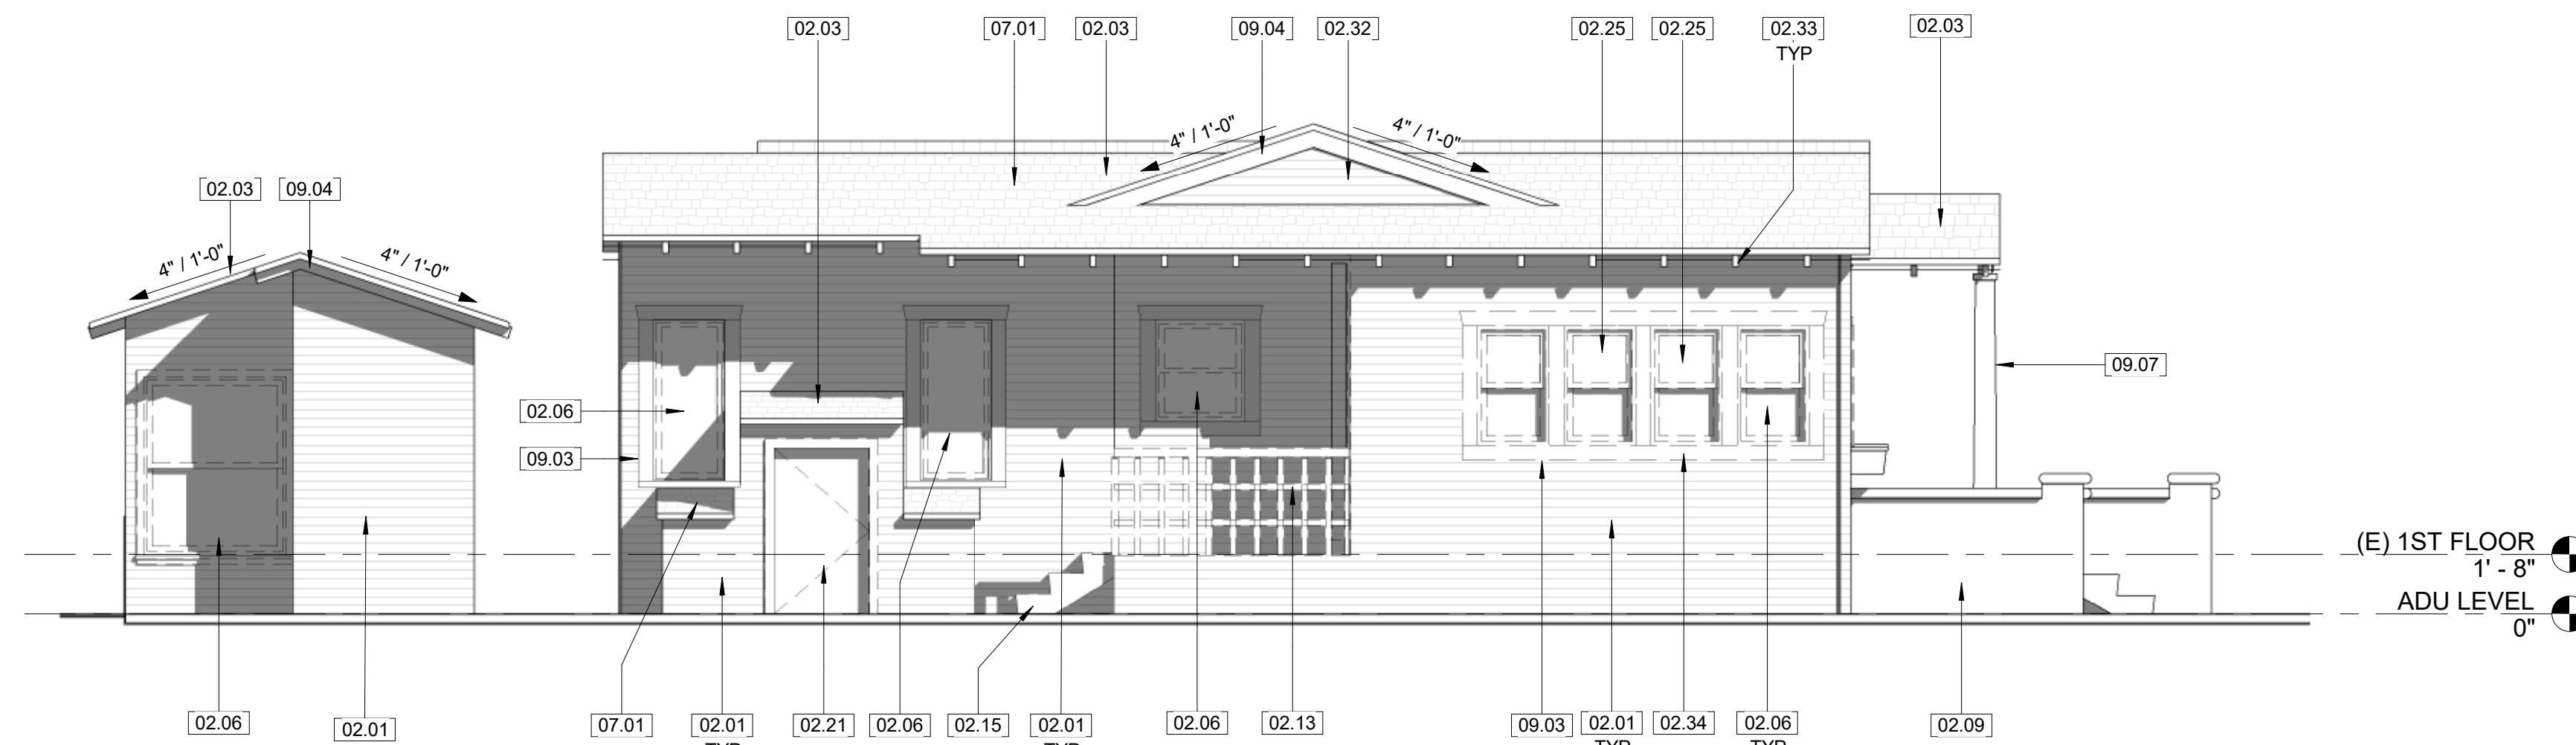 02.03
07.01
02.03
09.04
02.32
02.25
02.25
02.33
TYP
02.03
4" / 1'-0"
4" / 1'-0"
02.03
09.04
4" / 1'-0"
4" / 1'-0"
09.07
02.06
09.03
(E) 1ST FLOOR
1' - 8"
ADU LEVEL
0"
02.06
02.01
07.01
02.01
TYP
02.21
02.06
02.15
02.01
TYP
02.06
02.13
09.03
02.01
TYP
02.34
02.06
TYP
02.09